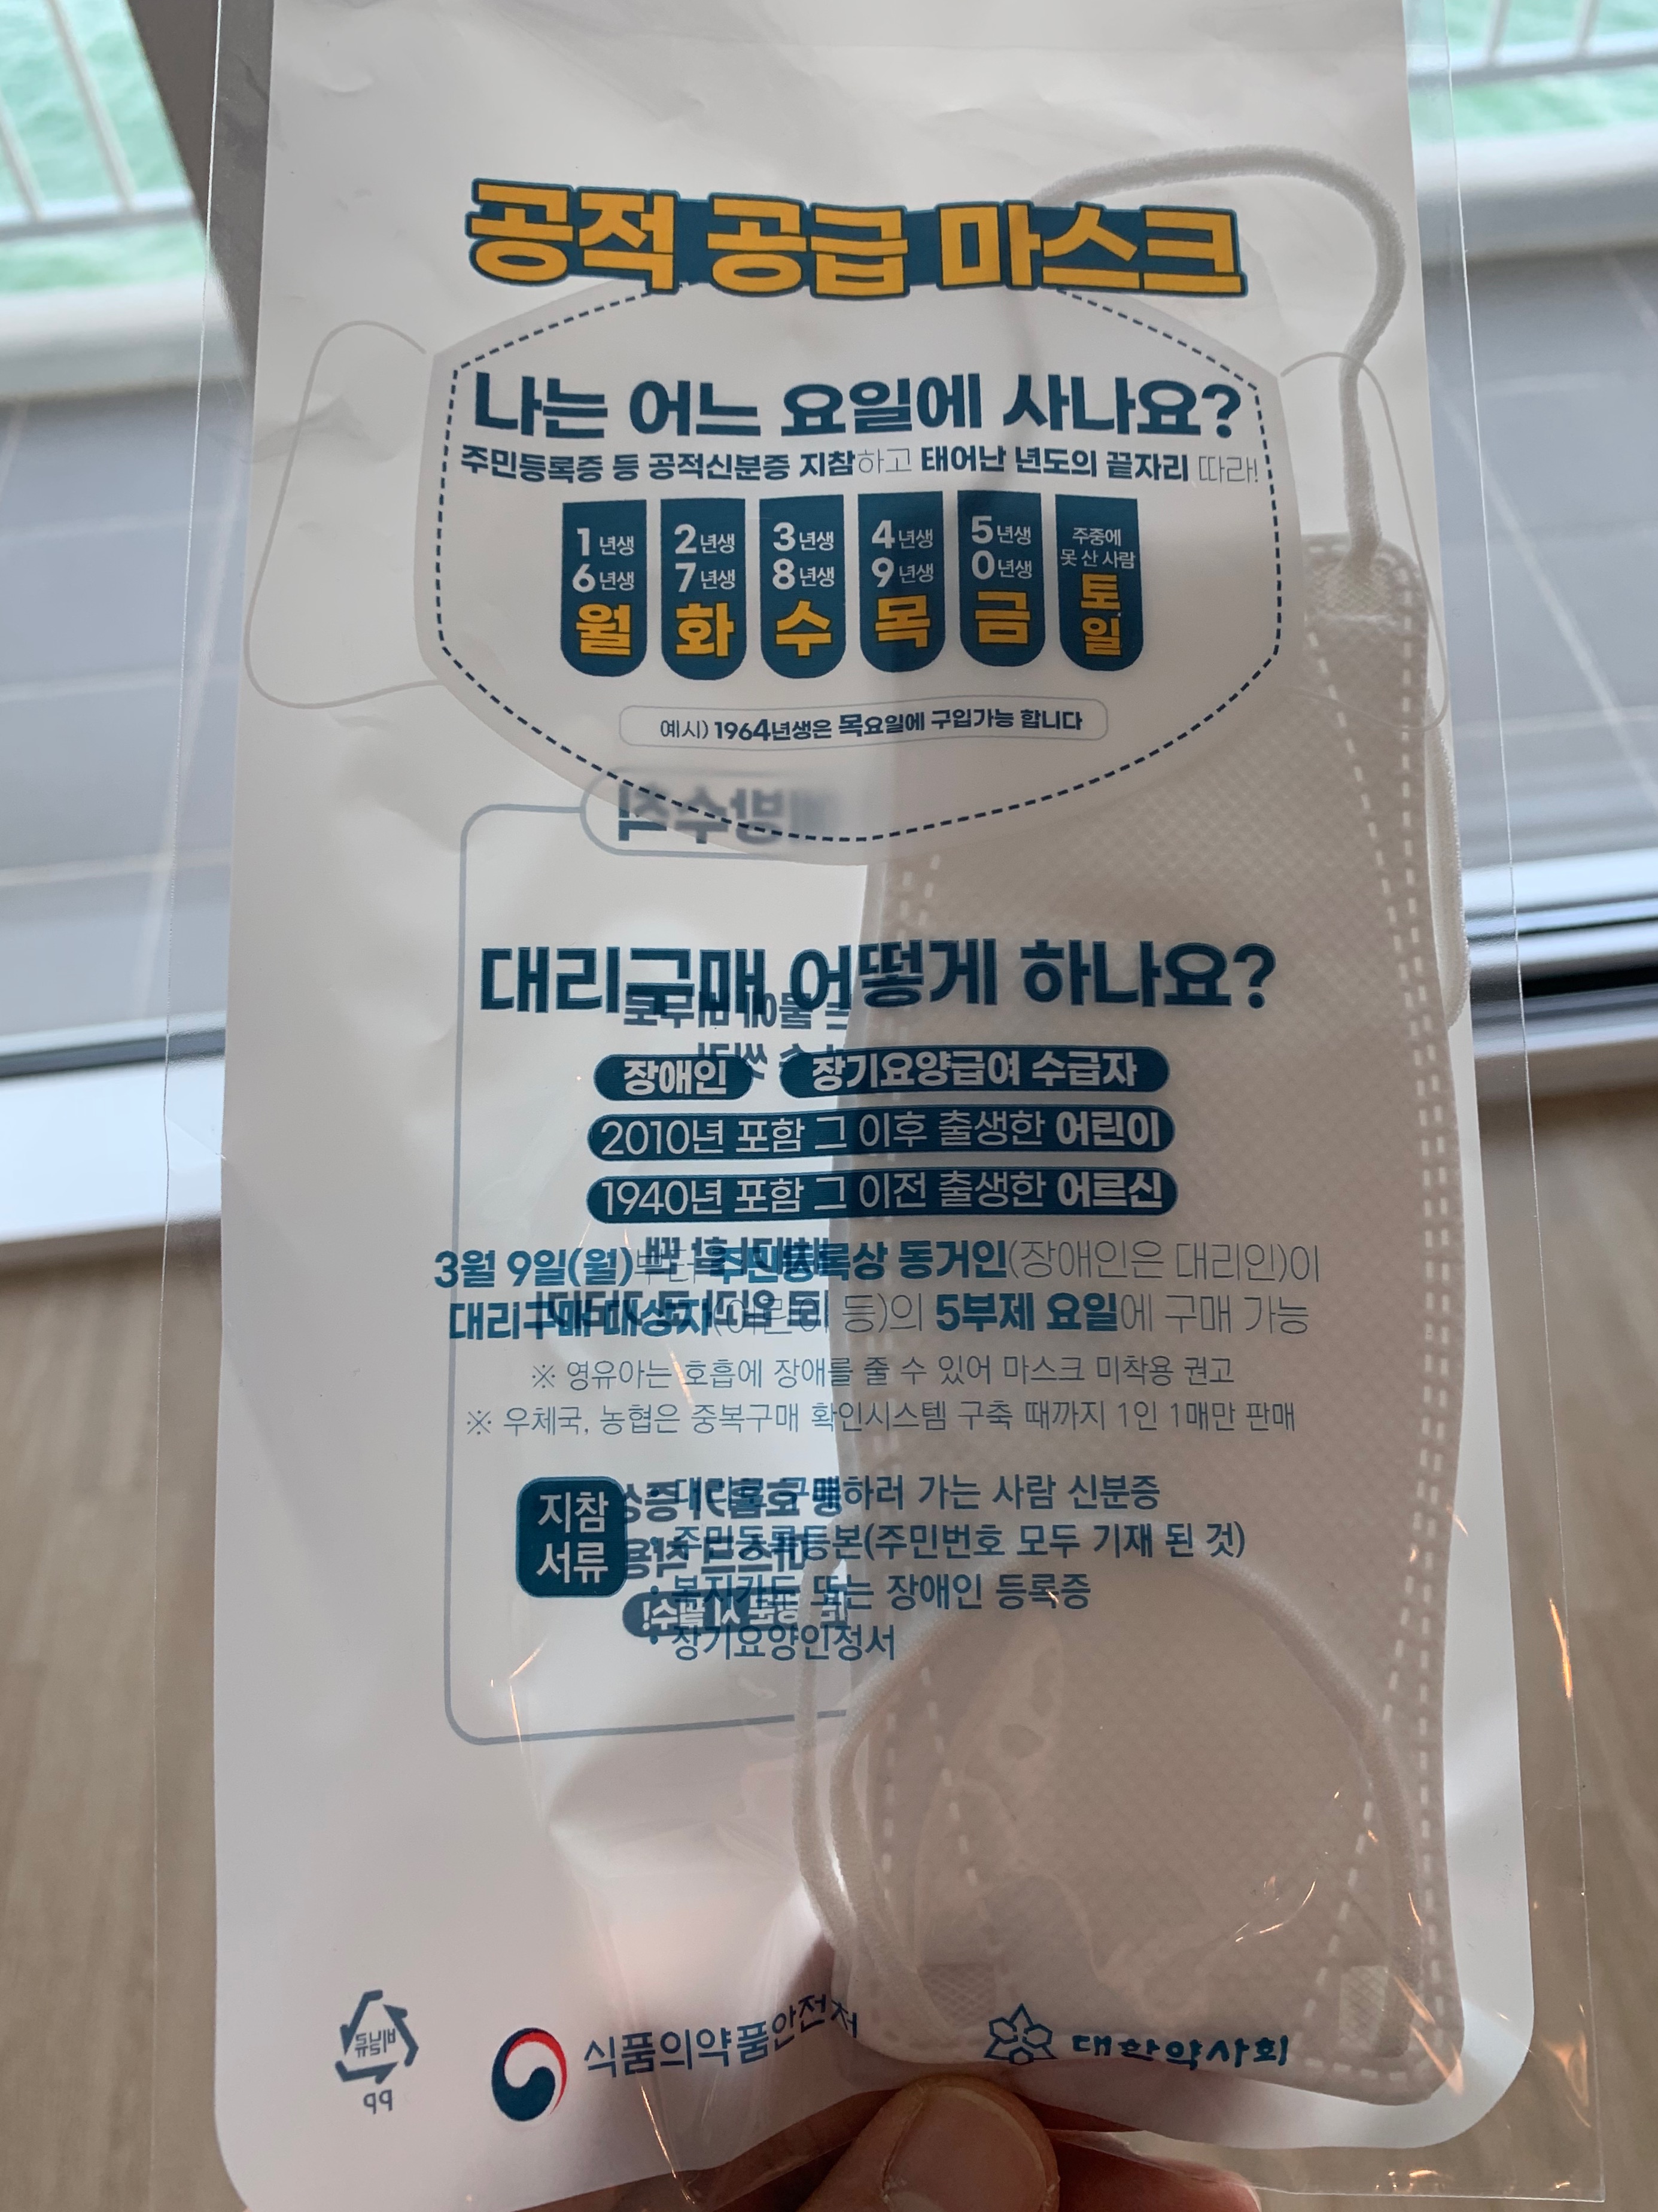 공적 공급 마스크
나는 어느 요일에 사나요?
주민등록증 등 공적신분증 지참하고 태어난 년도의 끝자리 따라!
1년생 6년생 월
2년생 7년생 화
3년생 8년생 수
4년생 9년생 목
5년생 0년생 금
주중에 못 산 사람 토 일
예시) 1964년생은 목요일에 구입가능 합니다
대리구매 어떻게 하나요?
장애인 장기요양급여 수급자
2010년 포함 그 이후 출생한 어린이
1940년 포함 그 이전 출생한 어르신
3월 9일(월)부터 주민등록상 동거인(장애인은 대리인)이
대리구매 대상자(어린이 등)의 5부제 요일에 구매 가능
※ 영유아는 호흡에 장애를 줄 수 있어 마스크 미착용 권고
※ 우체국, 농협은 중복구매 확인시스템 구축 때까지 1인 1매만 판매
지참
서류
구매하러 가는 사람 신분증
· 주민등록등본(주민번호 모두 기재 된 것)
· 복지카드 또는 장애인 등록증
· 장기요양인정서
비닐류
PP
식품의약품안전처
대한약사회